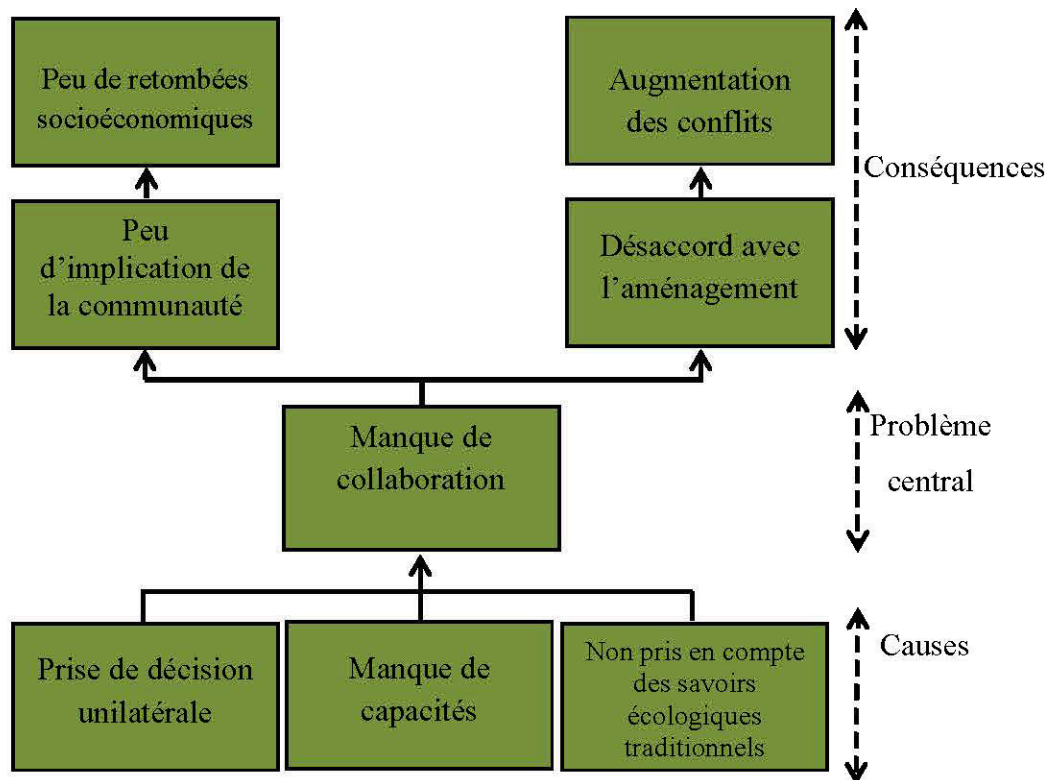 Peu de retombées
socioéconomiques
Augmentation
des conflits
Conséquences
Peu
d’implication de
la communauté
Désaccord avec
l’aménagement
Manque de
collaboration
Problème
central
Prise de décision
unilatérale
Manque de
capacités
Non pris en compte
des savoirs
écologiques
traditionnels
Causes